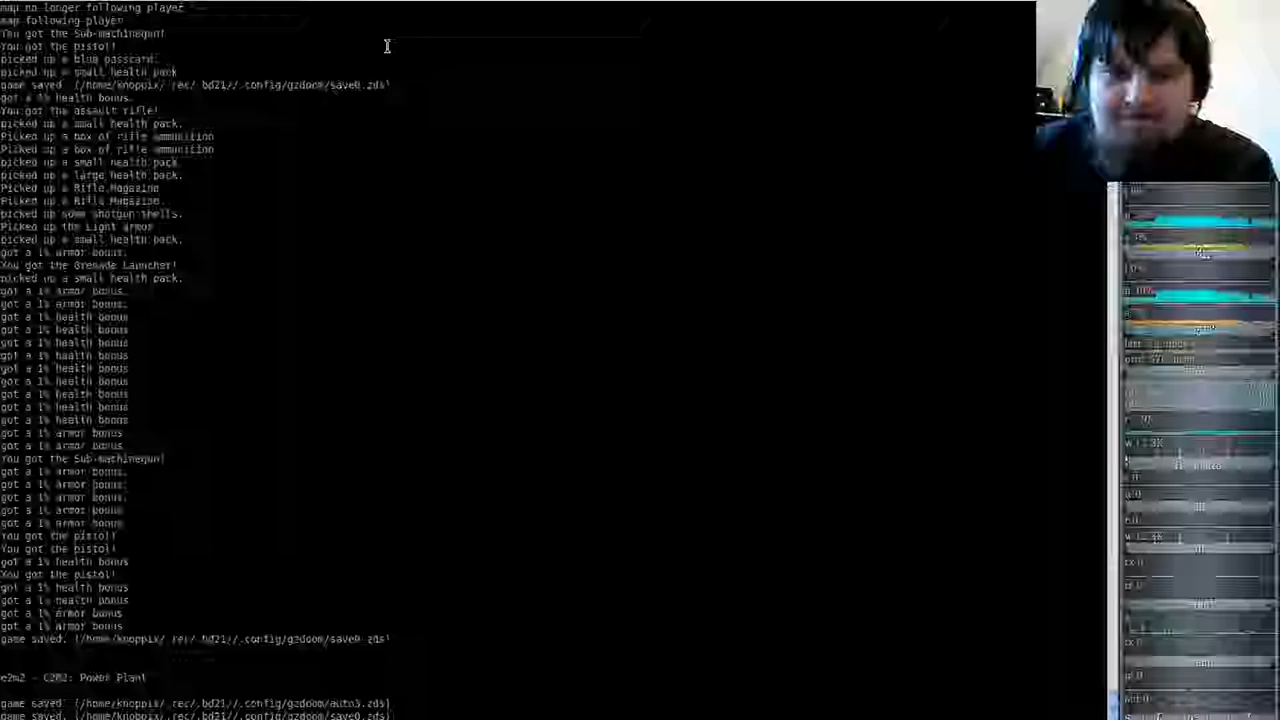 map no longer following player
map following player
You got the Sub-machinegun!
You got the pistol!
picked up a blue passcard.
picked up a small health pack
game saved. (/home/knoppix/.rec/.bd21//.config/gzdoom/save0.zds)
got a 1% health bonus.
You got the assault rifle!
picked up a small health pack.
Picked up a box of rifle ammunition
Picked up a box of rifle ammunition
picked up a small health pack
picked up a large health pack.
Picked up a Rifle Magazine
Picked up a Rifle Magazine.
picked up some shotgun shells.
Picked up the Light armor
picked up a small health pack.
got a 1% armor bonus.
You got the Grenade Launcher!
picked up a small health pack.
got a 1% armor bonus.
got a 1% armor bonus.
got a 1% health bonus
got a 1% health bonus
got a 1% health bonus
got a 1% health bonus
got a 1% health bonus
got a 1% health bonus
got a 1% health bonus
got a 1% health bonus
got a 1% health bonus
got a 1% armor bonus
got a 1% armor bonus
You got the Sub-machinegun!
got a 1% armor bonus.
got a 1% armor bonus.
got a 1% armor bonus.
got a 1% armor bonus
got a 1% armor bonus
You got the pistol!
You got the pistol!
got a 1% health bonus
You got the pistol!
got a 1% health bonus
got a 1% health bonus
got a 1% armor bonus
got a 1% armor bonus
game saved. (/home/knoppix/.rec/.bd21//.config/gzdoom/save0.zds)
e2m2 - C2M2: Power Plant
game saved. (/home/knoppix/.rec/.bd21//.config/gzdoom/auto3.zds)
game saved. (/home/knoppix/.rec/.bd21//.config/gzdoom/save0.zds)